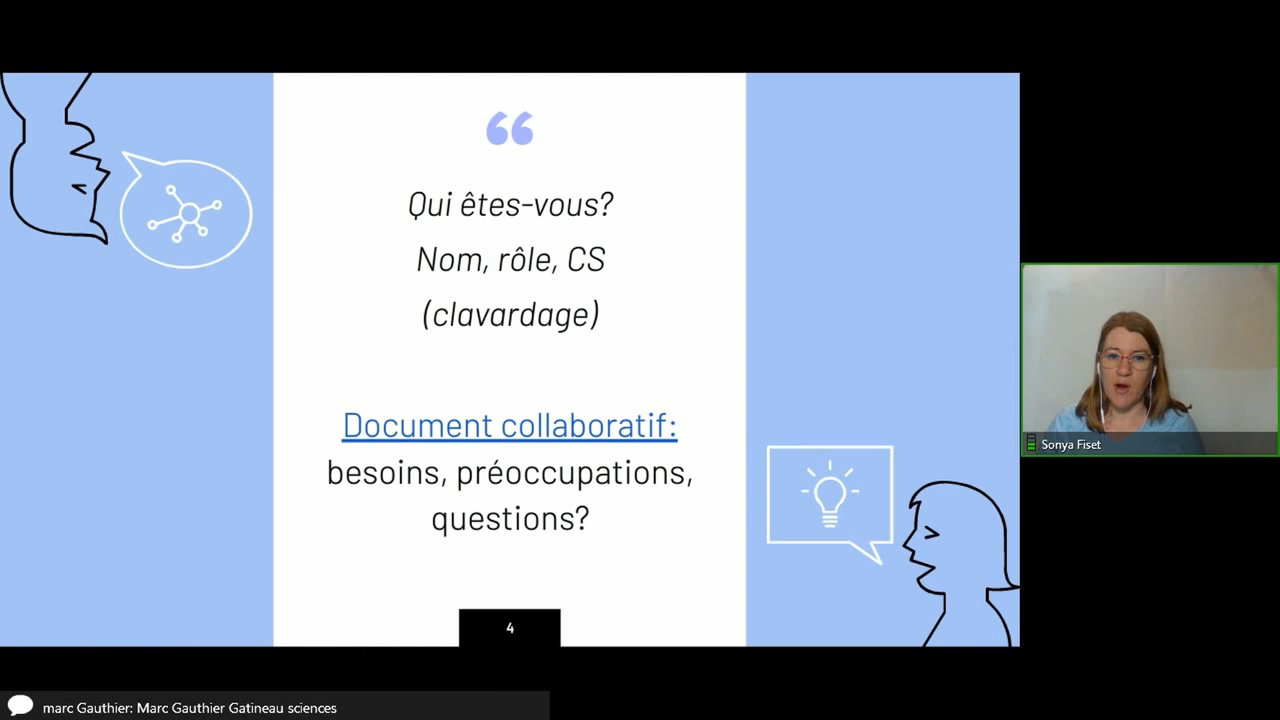 “
Qui êtes-vous?
Nom, rôle, CS
(clavardage)
Document collaboratif:
besoins, préoccupations,
questions?
4
Sonya Fiset
marc Gauthier: Marc Gauthier Gatineau sciences